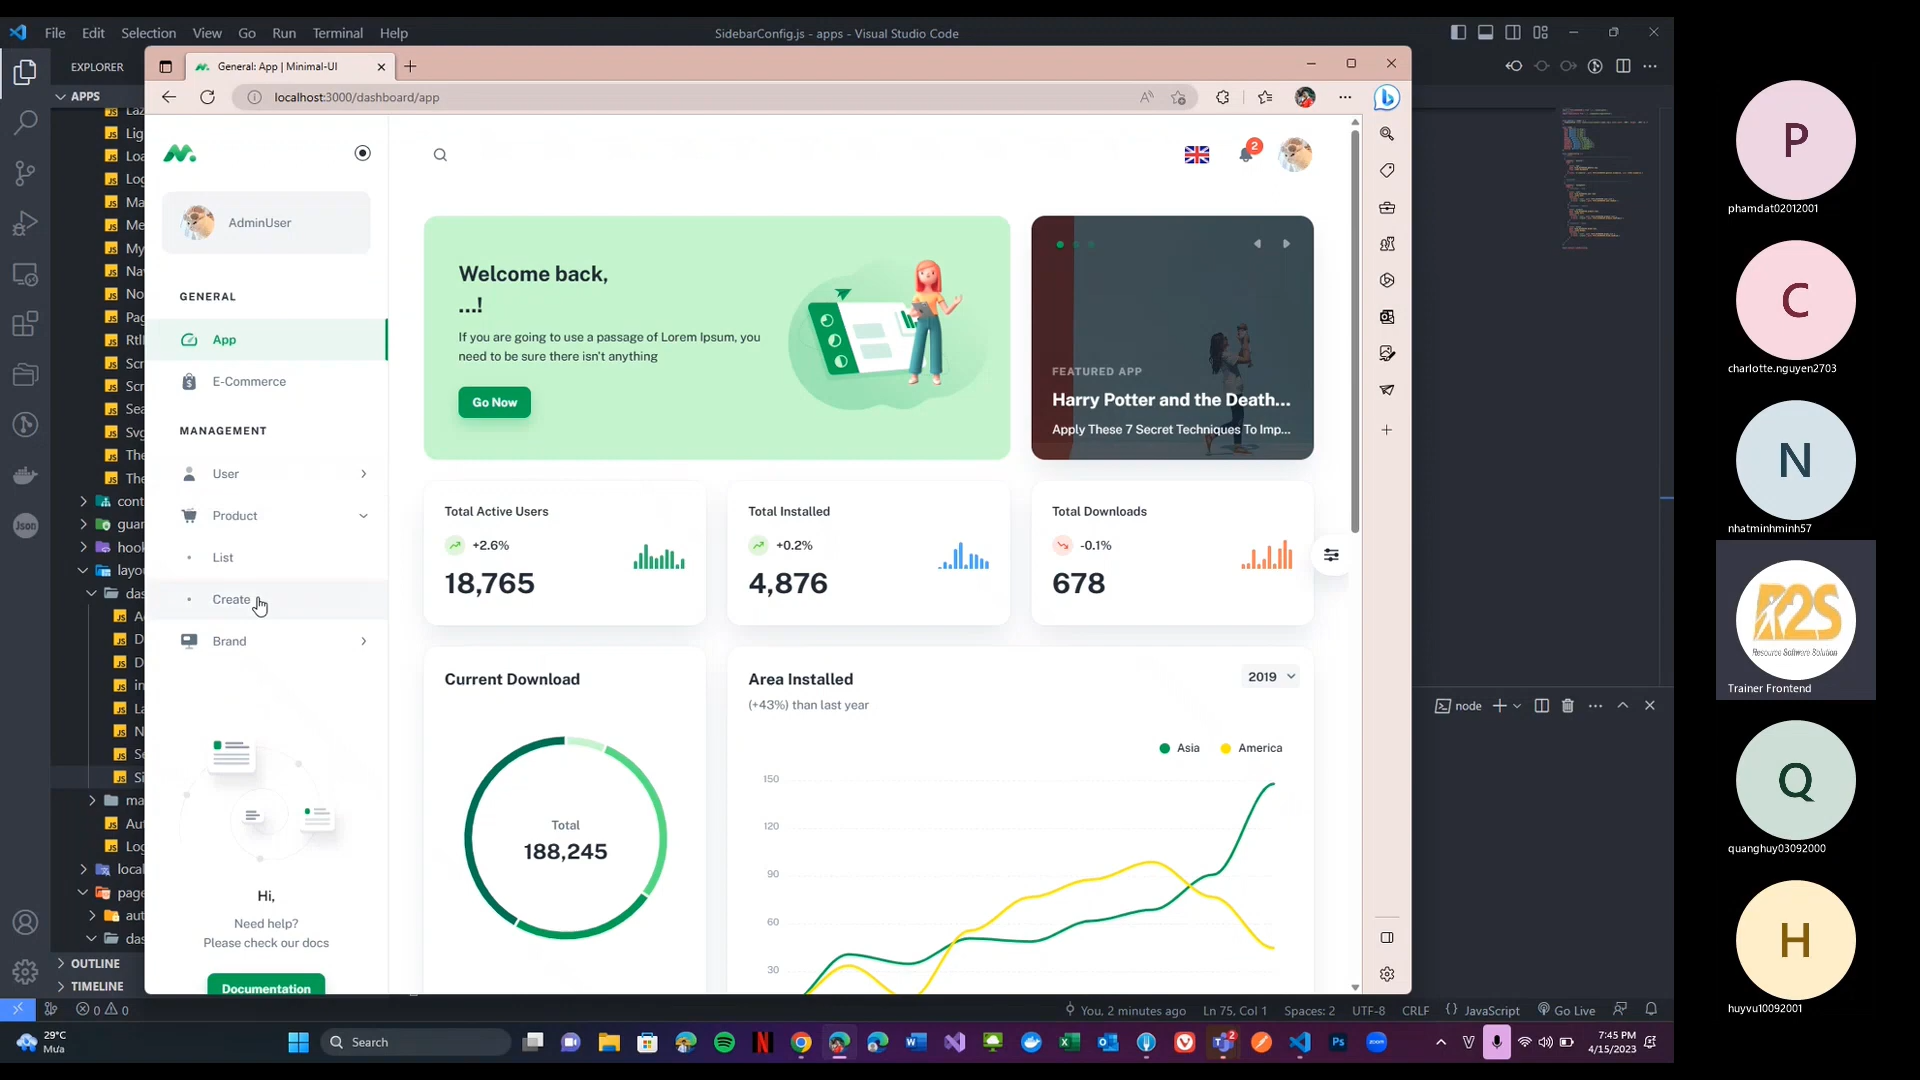 File Edit Selection View Go Run Terminal Help
SidebarConfig.js - apps - Visual Studio Code
EXPLORER
General: App | Minimal-UI
APPS
localhost:3000/dashboard/app
AdminUser
GENERAL
App
E-Commerce
MANAGEMENT
User
Product
List
Create
Brand
Hi,
Need help?
Please check our docs
Documentation
2
Welcome back,
...!
If you are going to use a passage of Lorem Ipsum, you
need to be sure there isn't anything
Go Now
FEATURED APP
Harry Potter and the Death...
Apply These 7 Secret Techniques To Imp...
Total Active Users
+2.6%
18,765
Total Installed
+0.2%
4,876
Total Downloads
-0.1%
678
Current Download
Total
188,245
Area Installed
(+43%) than last year
2019
Asia
America
150
120
90
60
30
node
OUTLINE
TIMELINE
0 0
You, 2 minutes ago
Ln 75, Col 1
Spaces: 2
UTF-8
CRLF
JavaScript
Go Live
29°C
Mưa
Search
7:45 PM
4/15/2023
P
phamdat02012001
C
charlotte.nguyen2703
N
nhatminhminh57
R2S
Resource Software Solution
Trainer Frontend
Q
quanghuy03092000
H
huyvu10092001